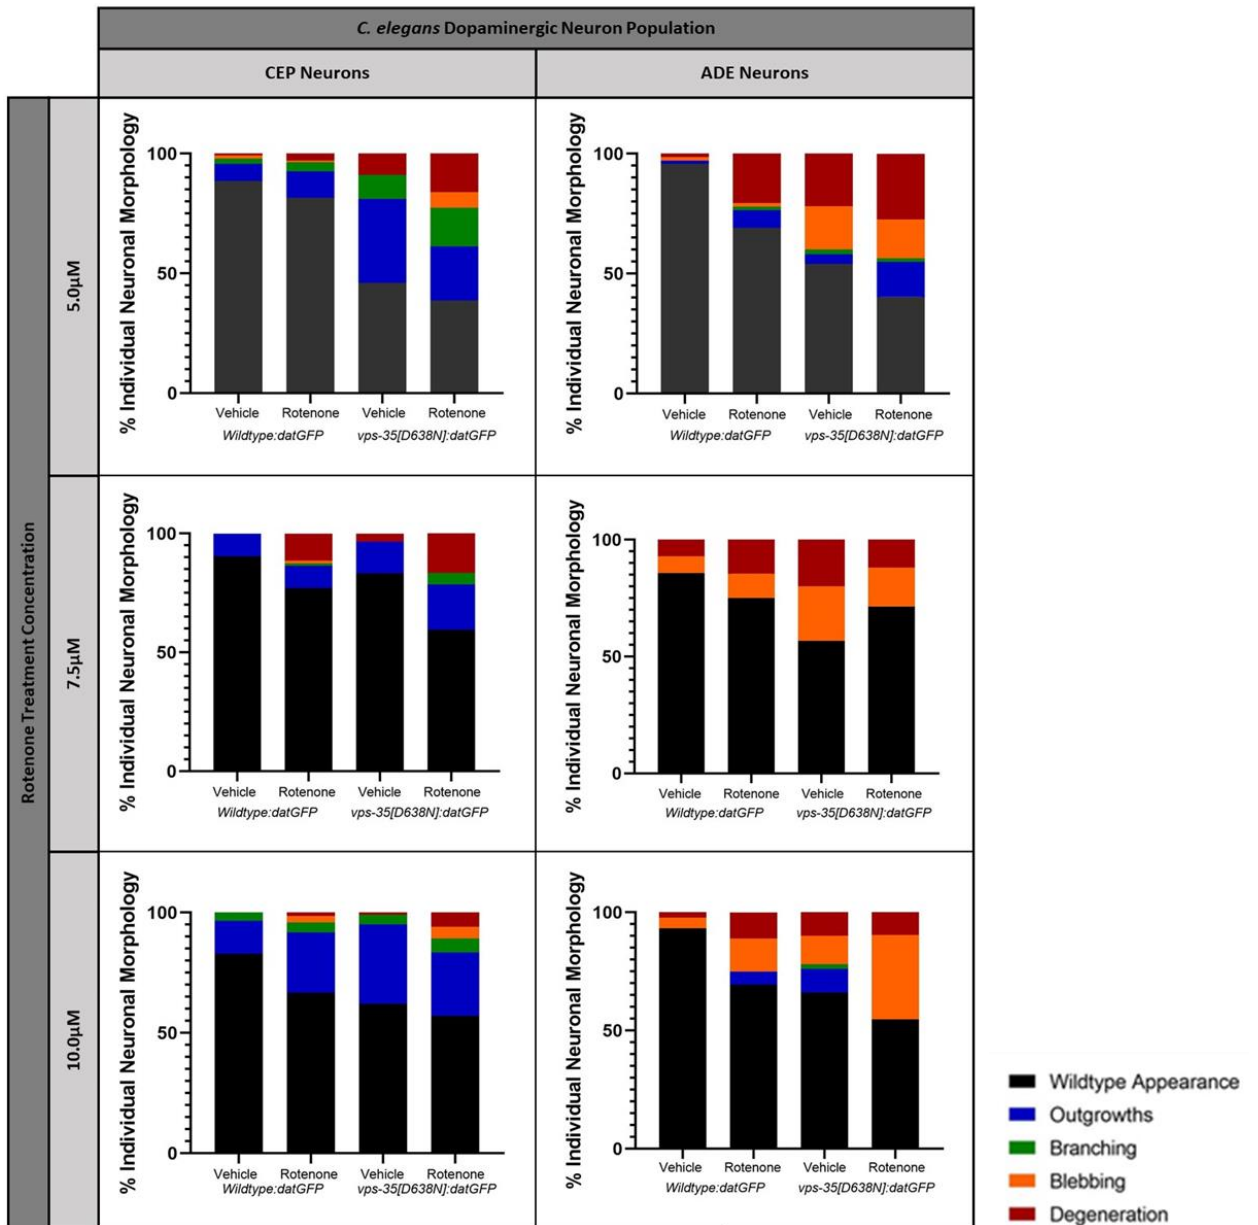 C. elegans Dopaminergic Neuron Population
CEP Neurons
ADE Neurons
Rotenone Treatment Concentration
5.0µM
% Individual Neuronal Morphology
100
50
0
Vehicle Rotenone Vehicle Rotenone
Wildtype:datGFP vps-35[D638N]:datGFP
% Individual Neuronal Morphology
100
50
0
Vehicle Rotenone Vehicle Rotenone
Wildtype:datGFP vps-35[D638N]:datGFP
7.5µM
% Individual Neuronal Morphology
100
50
0
Vehicle Rotenone Vehicle Rotenone
Wildtype:datGFP vps-35[D638N]:datGFP
% Individual Neuronal Morphology
100
50
0
Vehicle Rotenone Vehicle Rotenone
Wildtype:datGFP vps-35[D638N]:datGFP
10.0µM
% Individual Neuronal Morphology
100
50
0
Vehicle Rotenone Vehicle Rotenone
Wildtype:datGFP vps-35[D638N]:datGFP
% Individual Neuronal Morphology
100
50
0
Vehicle Rotenone Vehicle Rotenone
Wildtype:datGFP vps-35[D638N]:datGFP
Wildtype Appearance
Outgrowths
Branching
Blebbing
Degeneration